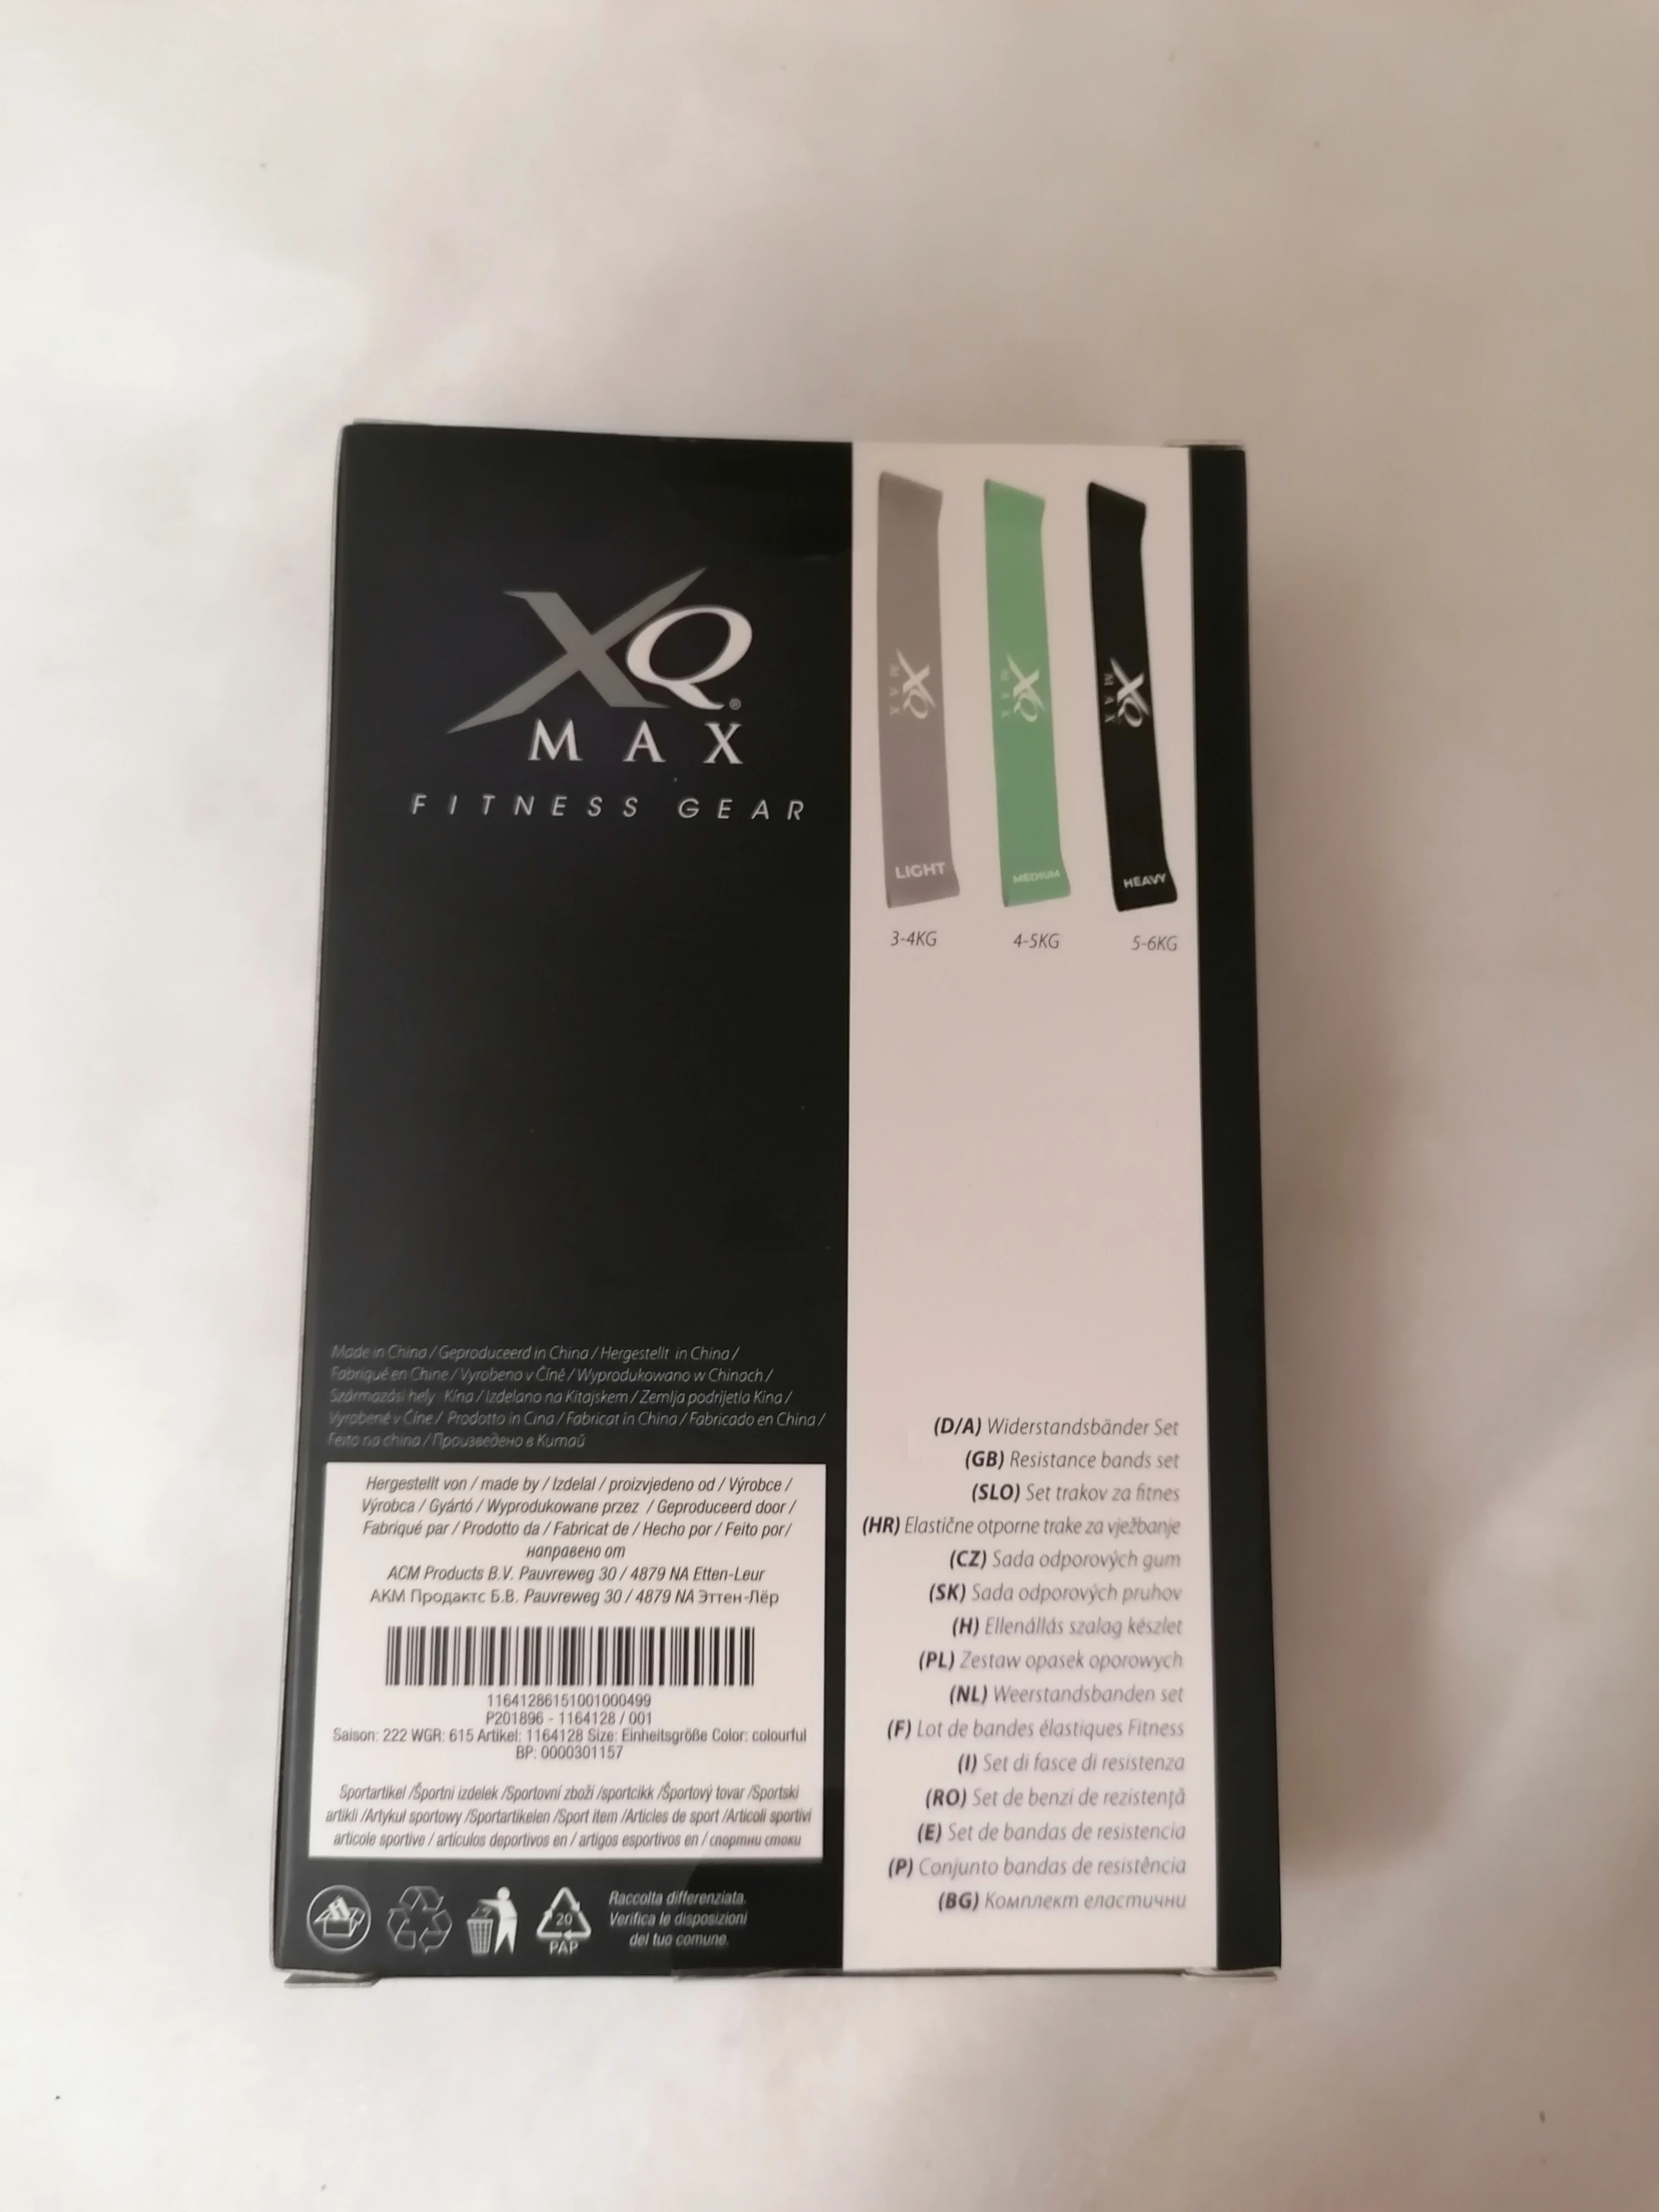 XQ®
MAX
FITNESS GEAR
XQ
MAX
LIGHT
XQ
MAX
MEDIUM
XQ
MAX
HEAVY
3-4KG
4-5KG
5-6KG
Made in China / Geproduceerd in China / Hergestellt in China /
Fabriqué en Chine / Vyrobeno v Číně / Wyprodukowano w Chinach /
Származási hely : Kína / Izdelano na Kitajskem / Zemlja podrijetla Kina /
Vyrobené v Číne / Prodotto in Cina / Fabricat în China / Fabricado en China /
Feito na china / Произведено в Китай
Hergestellt von / made by / Izdelal / proizvjedeno od / Výrobce /
Výrobca / Gyártó / Wyprodukowane przez / Geproduceerd door /
Fabriqué par / Prodotto da / Fabricat de / Hecho por / Feito por/
направено от
ACM Products B.V. Pauvreweg 30 / 4879 NA Etten-Leur
АКМ Продактс Б.В. Pauvreweg 30 / 4879 NA Эттен-Лёр
11641286151001000499
P201896 - 1164128 / 001
Saison: 222 WGR: 615 Artikel: 1164128 Size: Einheitsgröße Color: colourful
BP: 0000301157
Sportartikel /Športni izdelek /Sportovní zboží /sportcikk /Športový tovar /Sportski
artikli /Artykuł sportowy /Sportartikelen /Sport item /Articles de sport /Articoli sportivi
articole sportive / artículos deportivos en / artigos esportivos en / спортни стоки
20
PAP
Raccolta differenziata.
Verifica le disposizioni
del tuo comune.
(D/A) Widerstandsbänder Set
(GB) Resistance bands set
(SLO) Set trakov za fitnes
(HR) Elastične otporne trake za vježbanje
(CZ) Sada odporových gum
(SK) Sada odporových pruhov
(H) Ellenállás szalag készlet
(PL) Zestaw opasek oporowych
(NL) Weerstandsbanden set
(F) Lot de bandes élastiques Fitness
(I) Set di fasce di resistenza
(RO) Set de benzi de rezistență
(E) Set de bandas de resistencia
(P) Conjunto bandas de resistência
(BG) Комплект еластични